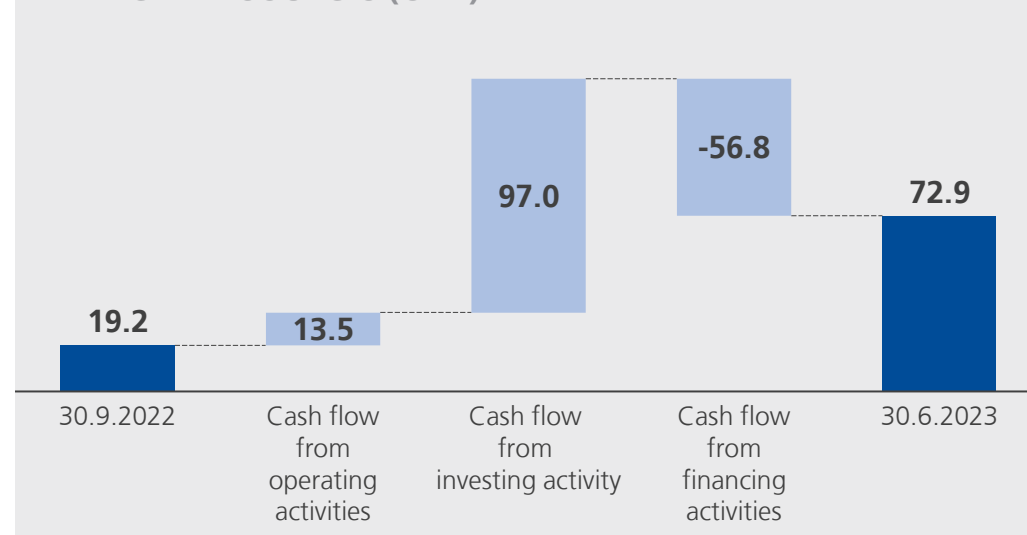 72.9
-56.8
97.0
19.2
13.5
30.9.2022
Cash flow
from
operating
activities
Cash flow
from
investing activity
Cash flow
from
financing
activities
30.6.2023